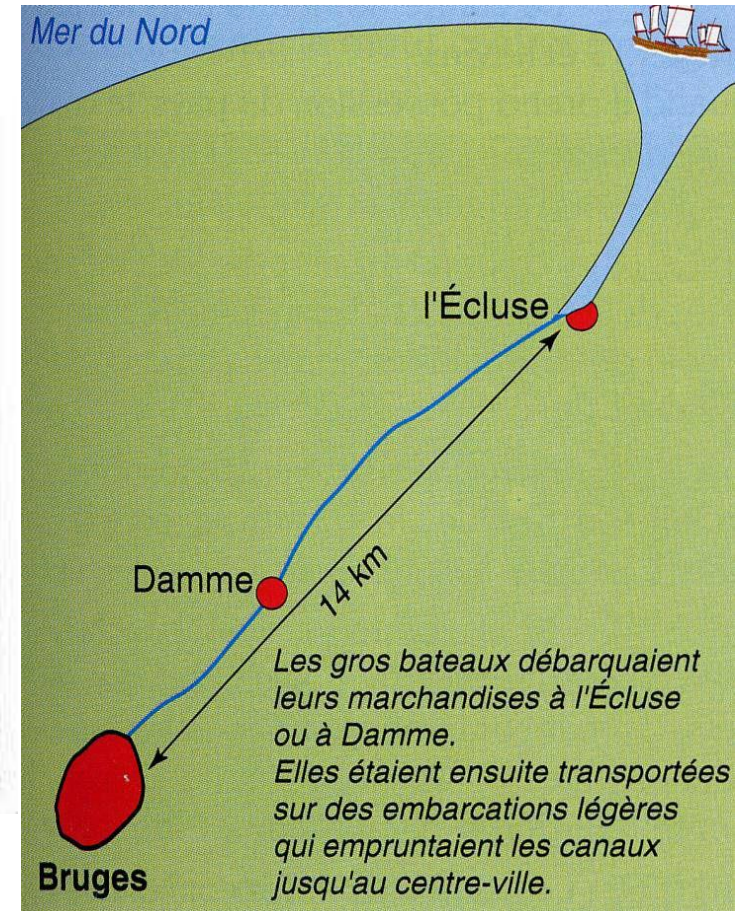 Mer du Nord
l'Écluse
Damme
14 km
Les gros bateaux débarquaient
leurs marchandises à l'Écluse
ou à Damme.
Elles étaient ensuite transportées
sur des embarcations légères
qui empruntaient les canaux
jusqu'au centre-ville.
Bruges